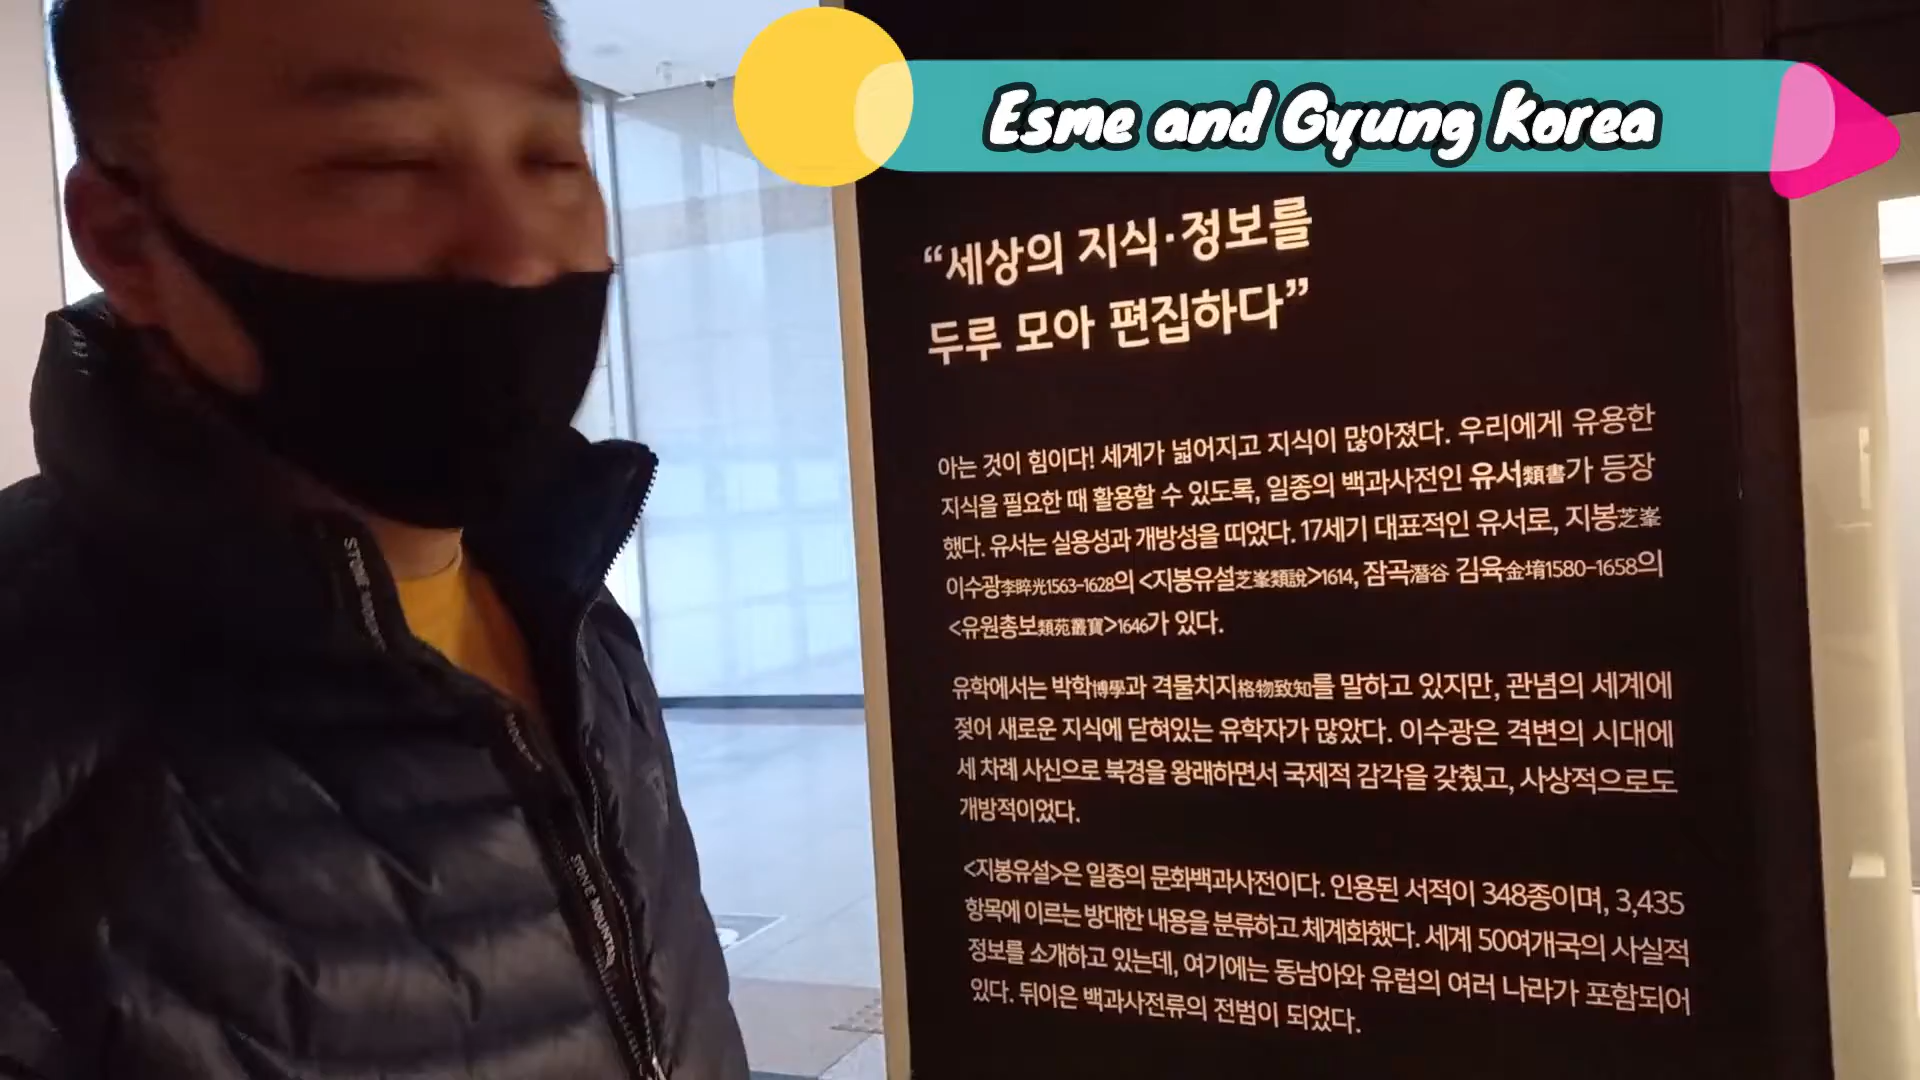 Esme and Gyung Korea
“세상의 지식·정보를
두루 모아 편집하다”
아는 것이 힘이다! 세계가 넓어지고 지식이 많아졌다. 우리에게 유용한
지식을 필요한 때 활용할 수 있도록, 일종의 백과사전인 유서類書가 등장
했다. 유서는 실용성과 개방성을 띠었다. 17세기 대표적인 유서로, 지봉芝峯
이수광李睟光1563-1628의 <지봉유설芝峯類說>1614, 잠곡潛谷 김육金堉1580-1658의
<유원총보類苑叢寶>1646가 있다.
유학에서는 박학博學과 격물치지格物致知를 말하고 있지만, 관념의 세계에
젖어 새로운 지식에 닫혀있는 유학자가 많았다. 이수광은 격변의 시대에
세 차례 사신으로 북경을 왕래하면서 국제적 감각을 갖췄고, 사상적으로도
개방적이었다.
<지봉유설>은 일종의 문화백과사전이다. 인용된 서적이 348종이며, 3,435
항목에 이르는 방대한 내용을 분류하고 체계화했다. 세계 50여개국의 사실적
정보를 소개하고 있는데, 여기에는 동남아와 유럽의 여러 나라가 포함되어
있다. 뒤이은 백과사전류의 전범이 되었다.
STONE MOUNTAIN